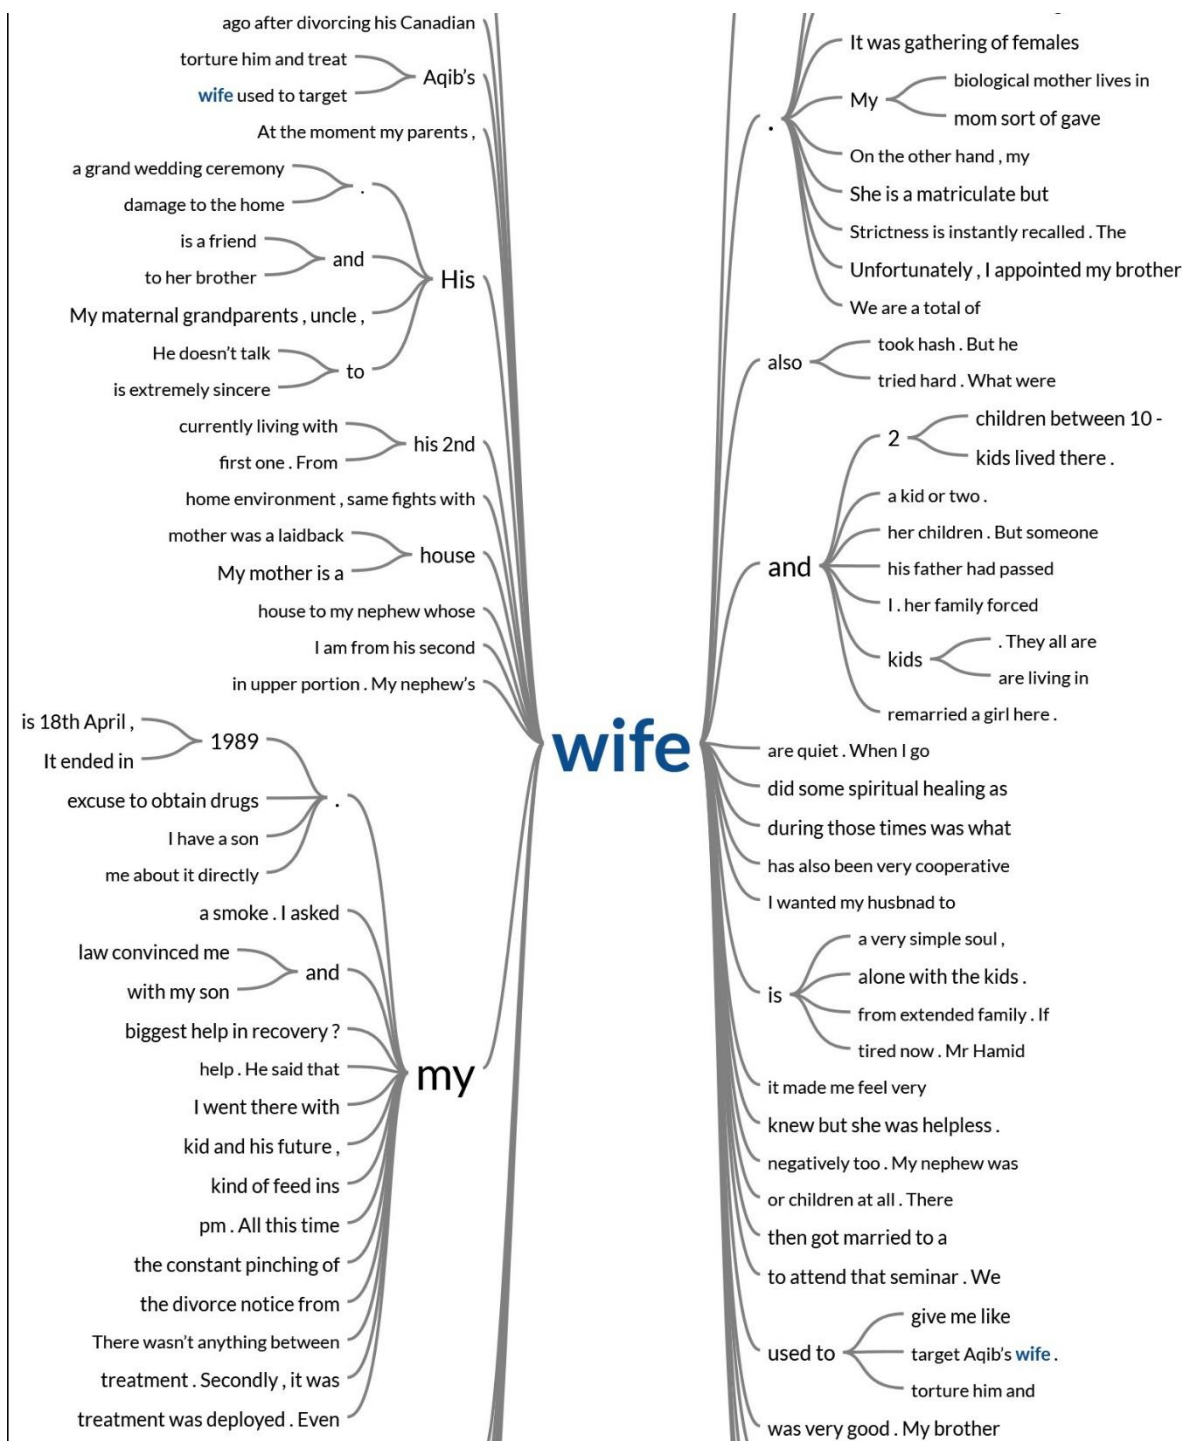 ago after divorcing his Canadian
torture him and treat
wife used to target
Aqib's
At the moment my parents ,
a grand wedding ceremony
damage to the home
.
is a friend
to her brother
and
His
My maternal grandparents , uncle ,
He doesn't talk
is extremely sincere
to
currently living with
first one . From
his 2nd
home environment , same fights with
mother was a laidback
My mother is a
house
house to my nephew whose
I am from his second
in upper portion . My nephew's
is 18th April ,
It ended in
1989
excuse to obtain drugs
.
I have a son
me about it directly
a smoke . I asked
law convinced me
with my son
and
biggest help in recovery ?
my
help . He said that
I went there with
kid and his future ,
kind of feed ins
pm . All this time
the constant pinching of
the divorce notice from
There wasn't anything between
treatment . Secondly , it was
treatment was deployed . Even
wife
.
It was gathering of females
My
biological mother lives in
mom sort of gave
On the other hand , my
She is a matriculate but
Strictness is instantly recalled . The
Unfortunately , I appointed my brother
We are a total of
also
took hash . But he
tried hard . What were
and
2
children between 10 -
kids lived there .
a kid or two .
her children . But someone
his father had passed
I . her family forced
kids
. They all are
are living in
remarried a girl here .
are quiet . When I go
did some spiritual healing as
during those times was what
has also been very cooperative
I wanted my husbnad to
is
a very simple soul ,
alone with the kids .
from extended family . If
tired now . Mr Hamid
it made me feel very
knew but she was helpless .
negatively too . My nephew was
or children at all . There
then got married to a
to attend that seminar . We
used to
give me like
target Aqib's wife .
torture him and
was very good . My brother